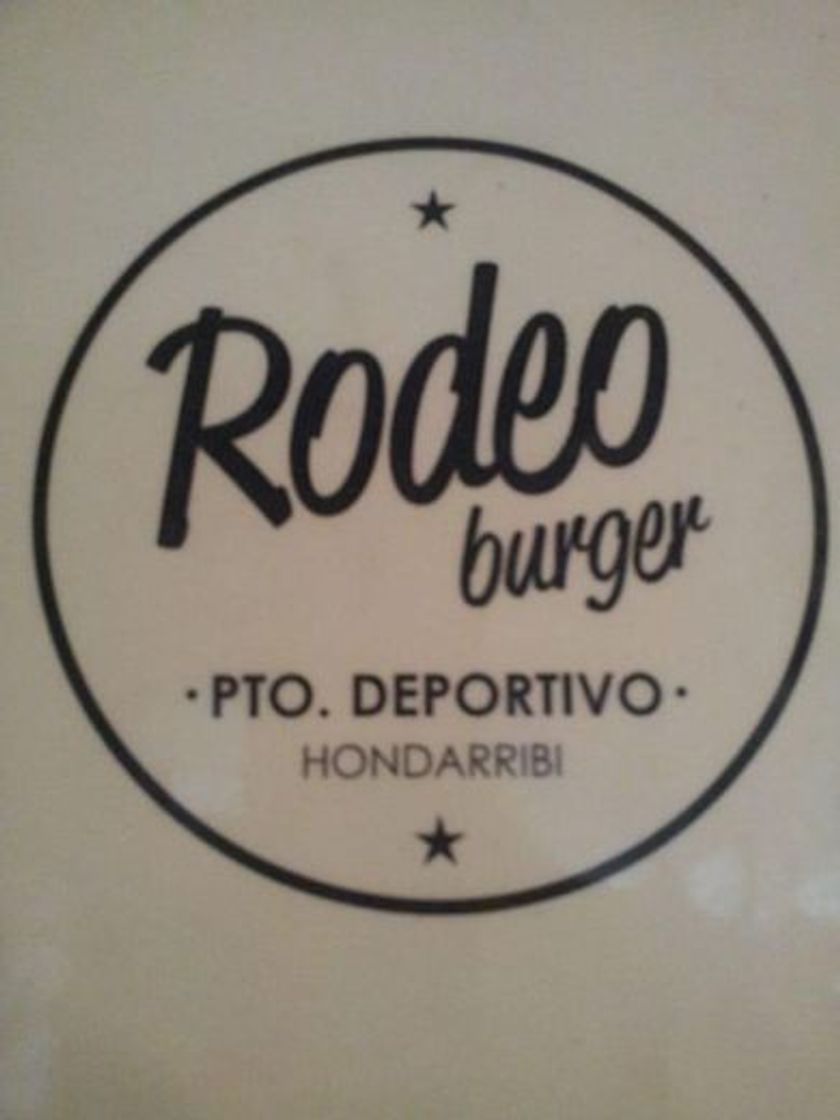 Rodeo
burger
·PTO. DEPORTIVO·
HONDARRIBI